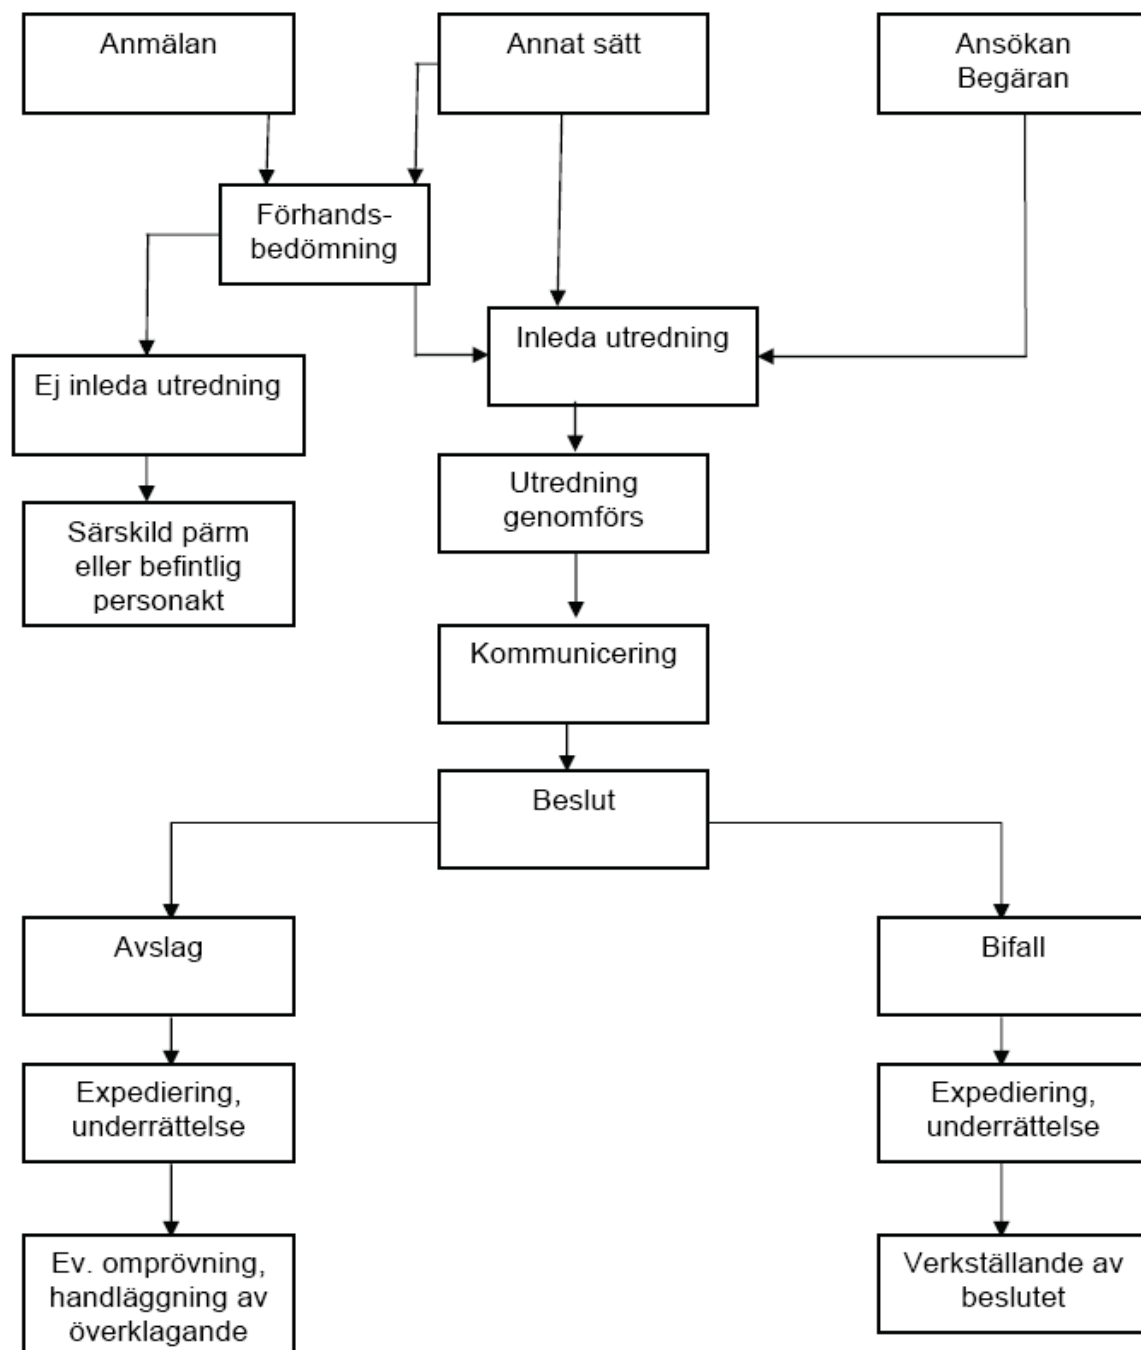 Anmälan
Annat sätt
Ansökan
Begäran
Förhands-
bedömning
Inleda utredning
Ej inleda utredning
Utredning
genomförs
Särskild pärm
eller befintlig
personakt
Kommunicering
Beslut
Avslag
Bifall
Expediering,
underrättelse
Expediering,
underrättelse
Ev. omprövning,
handläggning av
överklagande
Verkställande av
beslutet